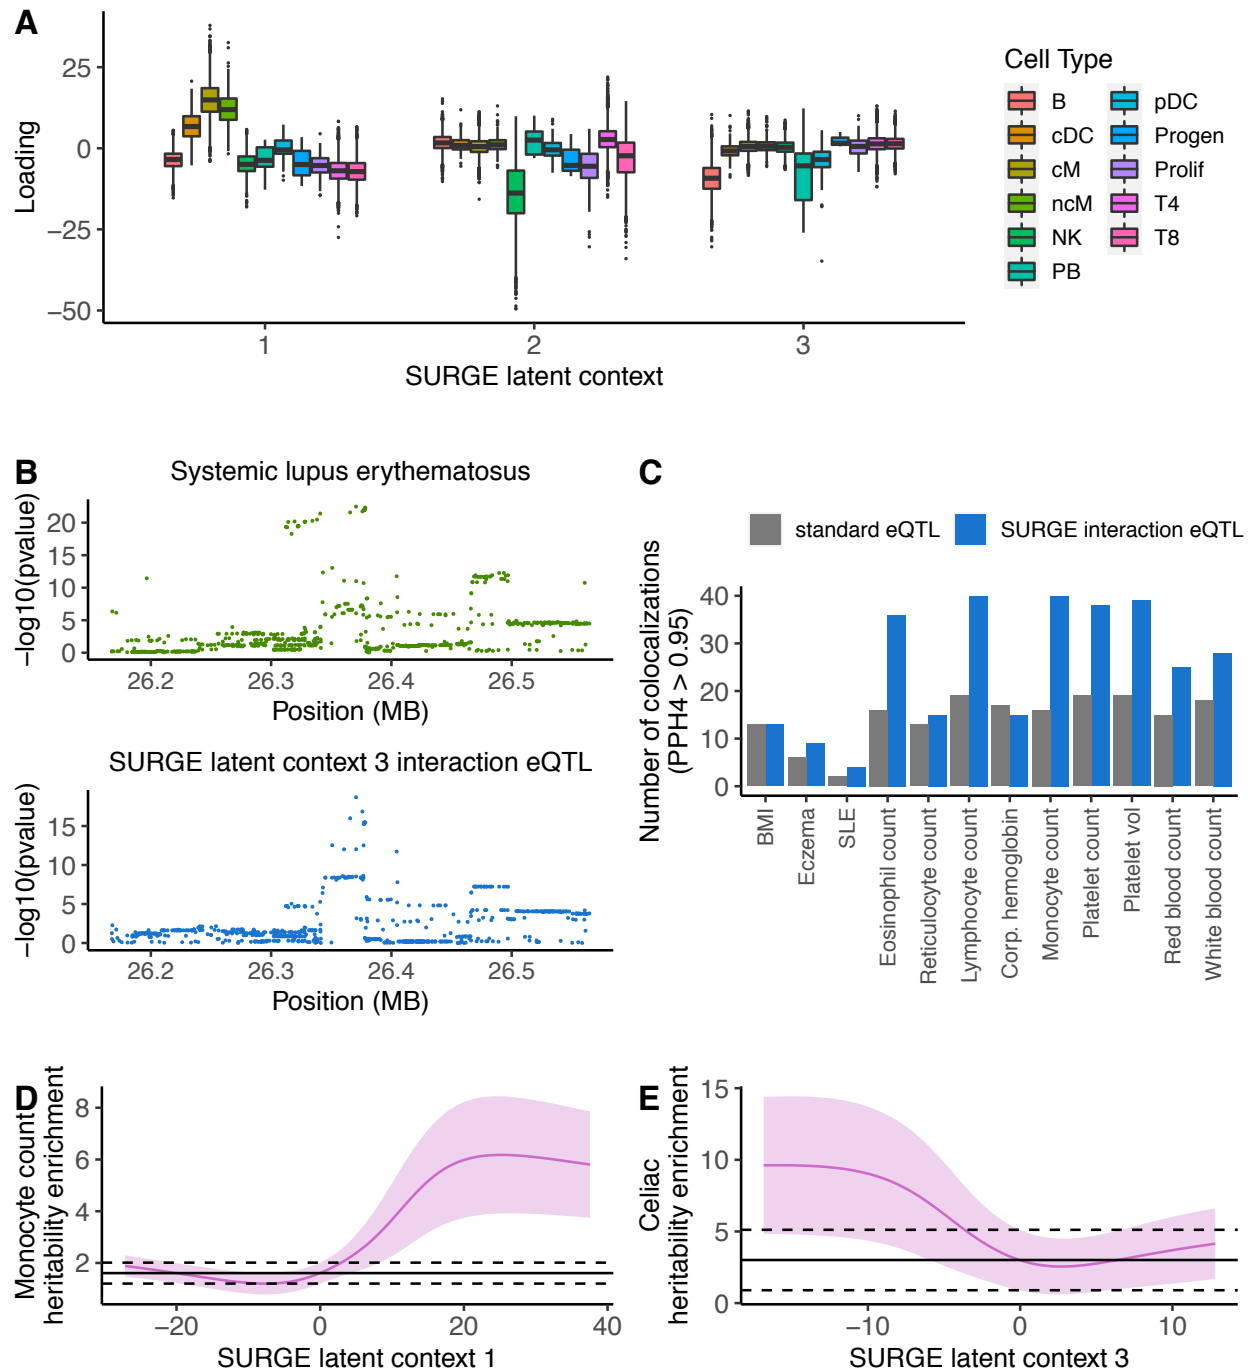 A
Loading
25
0
−25
−50
1
2
3
SURGE latent context
Cell Type
B
cDC
cM
ncM
NK
PB
pDC
Progen
Prolif
T4
T8
B
Systemic lupus erythematosus
−log10(pvalue)
20
15
10
5
0
26.2
26.3
26.4
26.5
Position (MB)
SURGE latent context 3 interaction eQTL
−log10(pvalue)
15
10
5
0
26.2
26.3
26.4
26.5
Position (MB)
C
standard eQTL
SURGE interaction eQTL
Number of colocalizations
(PPH4 > 0.95)
40
30
20
10
0
BMI
Eczema
SLE
Eosinophil count
Reticulocyte count
Lymphocyte count
Corp. hemoglobin
Monocyte count
Platelet count
Platelet vol
Red blood count
White blood count
D
Monocyte count
heritability enrichment
8
6
4
2
−20
0
20
40
SURGE latent context 1
E
Celiac
heritability enrichment
15
10
5
0
−10
0
10
SURGE latent context 3